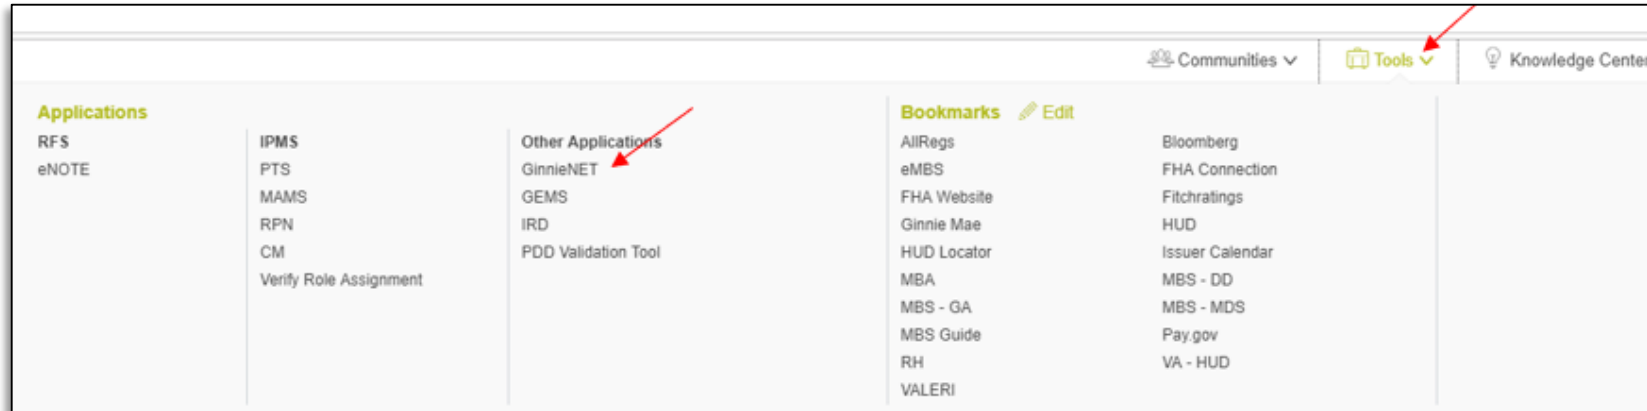 Communities
Tools
Knowledge Center
Applications
RFS
eNOTE
IPMS
PTS
MAMS
RPN
CM
Verify Role Assignment
Other Applications
GinnieNET
GEMS
IRD
PDD Validation Tool
Bookmarks Edit
AllRegs
eMBS
FHA Website
Ginnie Mae
HUD Locator
MBA
MBS - GA
MBS Guide
RH
VALERI
Bloomberg
FHA Connection
Fitchratings
HUD
Issuer Calendar
MBS - DD
MBS - MDS
Pay.gov
VA - HUD